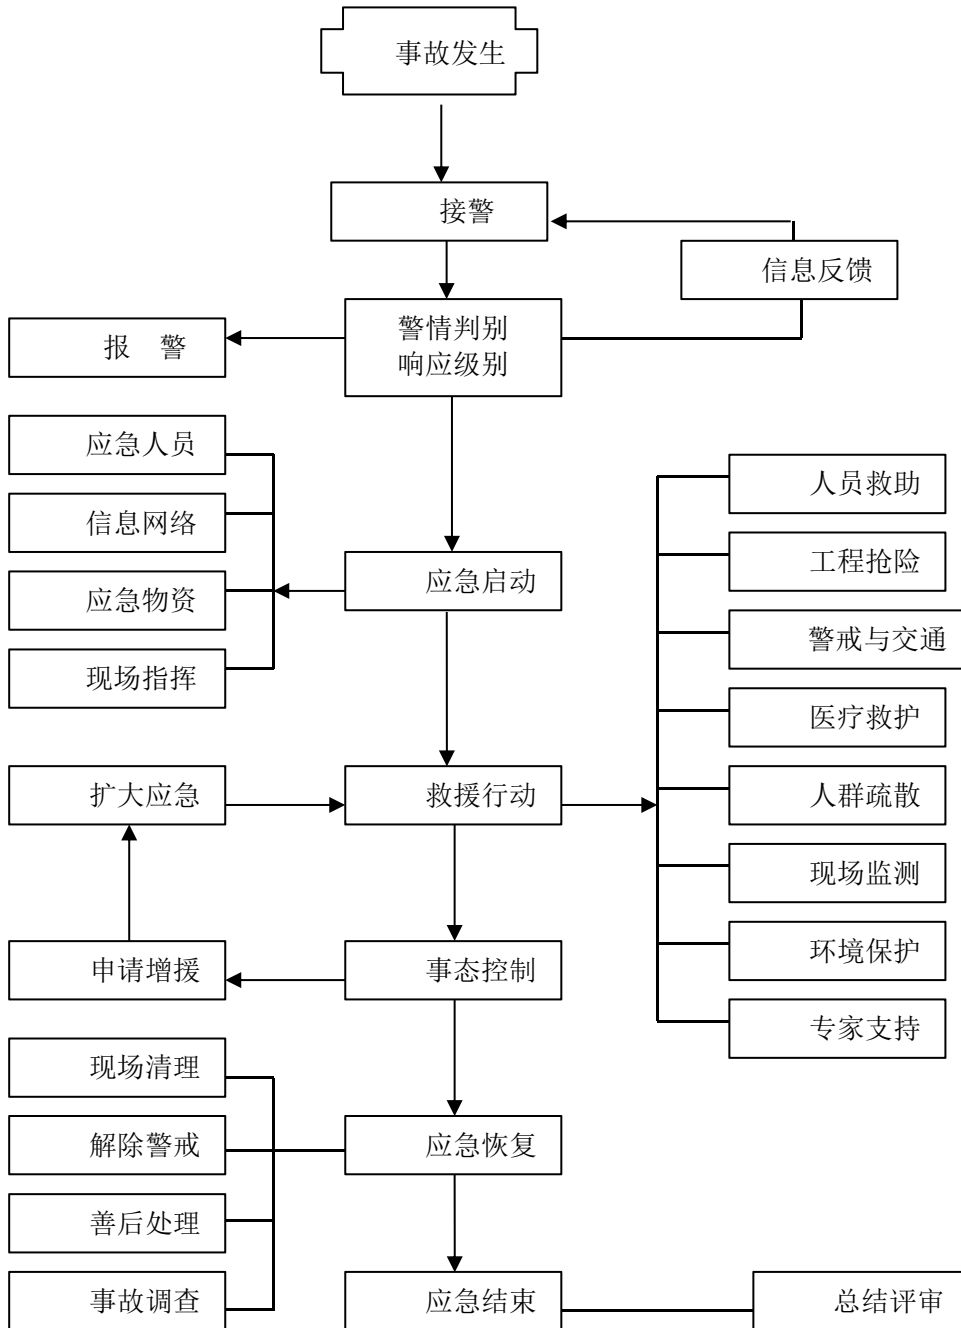 事故发生
接警
信息反馈
警情判别
响应级别
报　警
应急人员
信息网络
应急物资
现场指挥
应急启动
人员救助
工程抢险
警戒与交通
医疗救护
人群疏散
现场监测
环境保护
专家支持
扩大应急
救援行动
申请增援
事态控制
现场清理
解除警戒
善后处理
事故调查
应急恢复
应急结束
总结评审